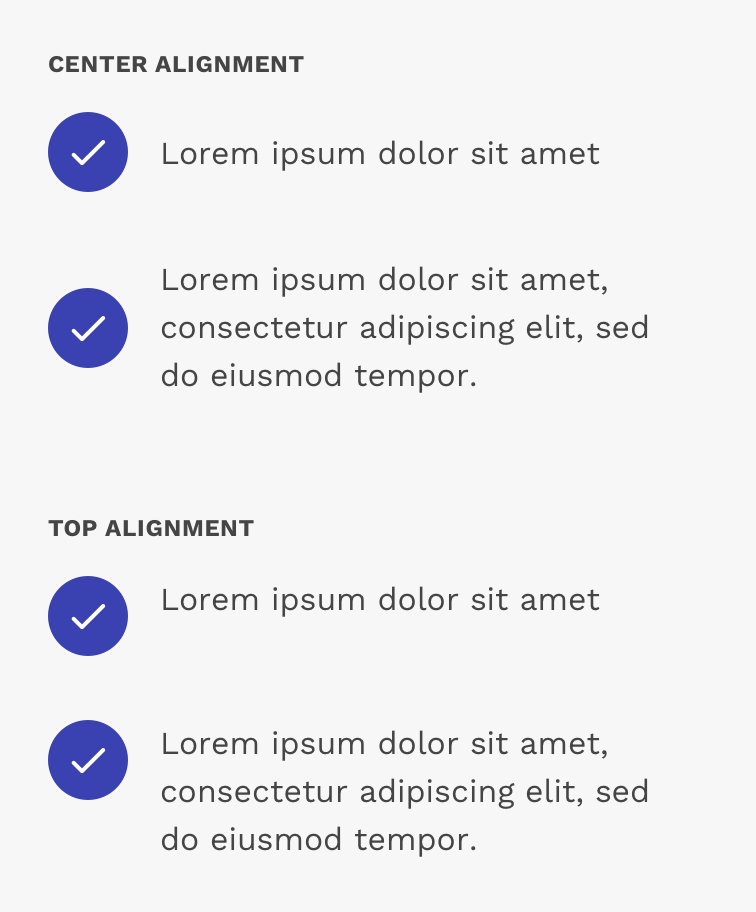 CENTER ALIGNMENT
Lorem ipsum dolor sit amet
Lorem ipsum dolor sit amet,
consectetur adipiscing elit, sed
do eiusmod tempor.
TOP ALIGNMENT
Lorem ipsum dolor sit amet
Lorem ipsum dolor sit amet,
consectetur adipiscing elit, sed
do eiusmod tempor.